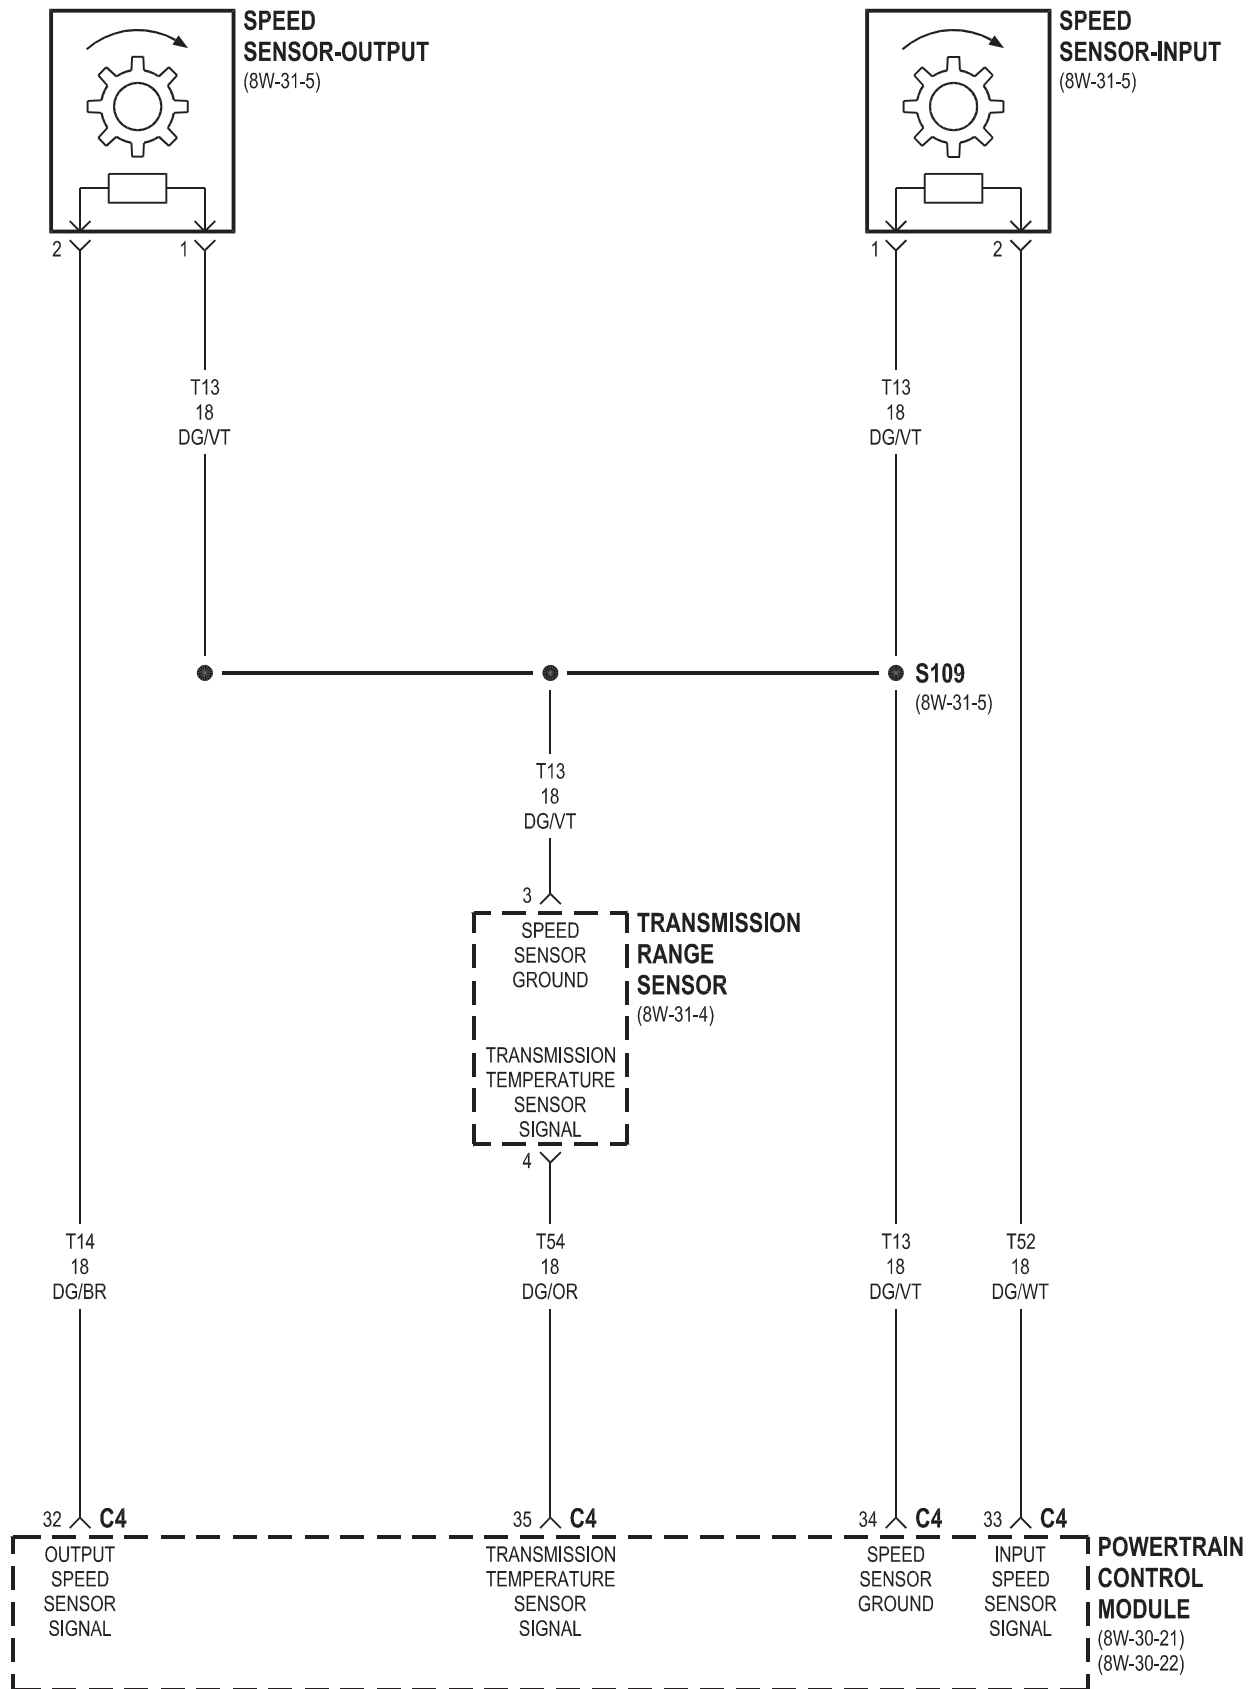 SPEED
SENSOR-OUTPUT
(8W-31-5)
SPEED
SENSOR-INPUT
(8W-31-5)
2
1
1
2
T13
18
DG/VT
T13
18
DG/VT
S109
(8W-31-5)
T13
18
DG/VT
3
SPEED
SENSOR
GROUND
TRANSMISSION
TEMPERATURE
SENSOR
SIGNAL
TRANSMISSION
RANGE
SENSOR
(8W-31-4)
4
T14
18
DG/BR
T54
18
DG/OR
T13
18
DG/VT
T52
18
DG/WT
32 C4
35 C4
34 C4
33 C4
OUTPUT
SPEED
SENSOR
SIGNAL
TRANSMISSION
TEMPERATURE
SENSOR
SIGNAL
SPEED
SENSOR
GROUND
INPUT
SPEED
SENSOR
SIGNAL
POWERTRAIN
CONTROL
MODULE
(8W-30-21)
(8W-30-22)